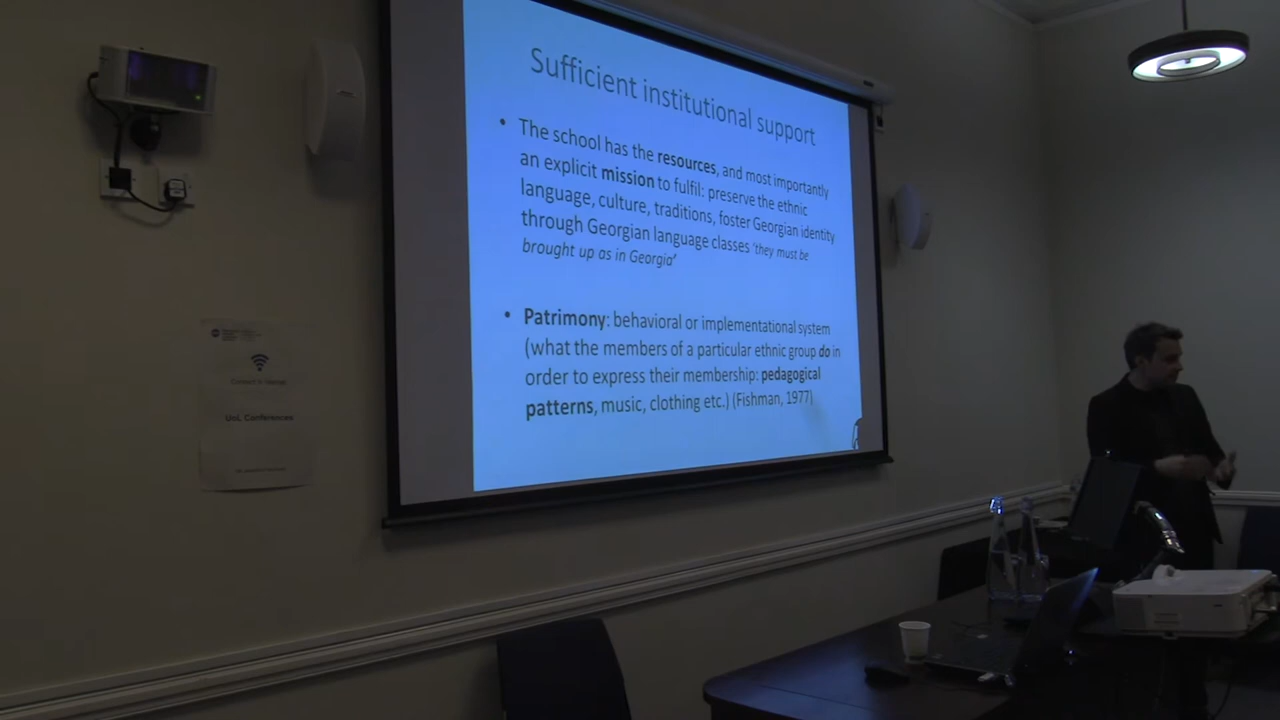 Sufficient institutional support
• The school has the resources, and most importantly
an explicit mission to fulfil: preserve the ethnic
language, culture, traditions, foster Georgian identity
through Georgian language classes 'they must be
brought up as in Georgia'
• Patrimony: behavioral or implementational system
(what the members of a particular ethnic group do in
order to express their membership: pedagogical
patterns, music, clothing etc.) (Fishman, 1977)
UoL Conferences